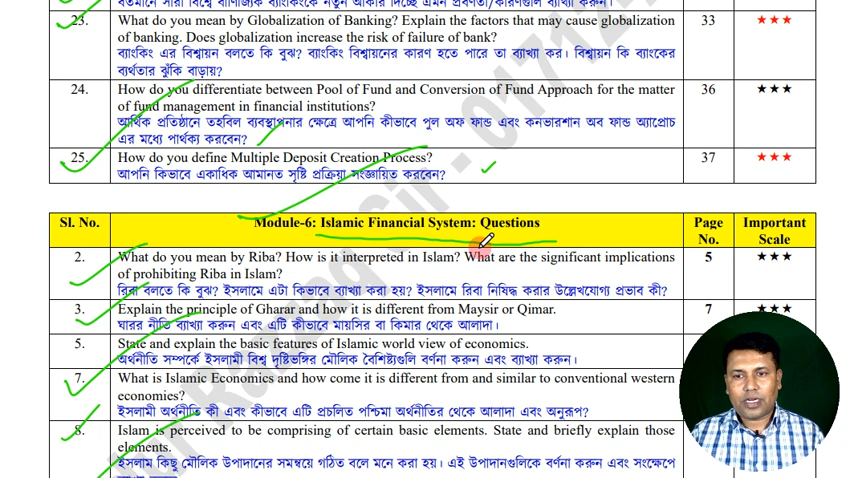 বর্তমানে সারা বিশ্বে বাণিজ্যিক ব্যাংকিংকে নতুন আকার দিচ্ছে এমন প্রবণতা/কারণগুলি ব্যাখ্যা করুন।
23. What do you mean by Globalization of Banking? Explain the factors that may cause globalization 33 ★★★
of banking. Does globalization increase the risk of failure of bank?
ব্যাংকিং এর বিশ্বায়ন বলতে কি বুঝ? ব্যাংকিং বিশ্বায়নের কারণ হতে পারে তা ব্যাখ্যা কর। বিশ্বায়ন কি ব্যাংকের
ব্যর্থতার ঝুঁকি বাড়ায়?
24. How do you differentiate between Pool of Fund and Conversion of Fund Approach for the matter 36 ★★★
of fund management in financial institutions?
আর্থিক প্রতিষ্ঠানে তহবিল ব্যবস্থাপনার ক্ষেত্রে আপনি কীভাবে পুল অফ ফান্ড এবং কনভারশান অব ফান্ড অ্যাপ্রোচ
এর মধ্যে পার্থক্য করবেন?
25. How do you define Multiple Deposit Creation Process? 37 ★★★
আপনি কিভাবে একাধিক আমানত সৃষ্টি প্রক্রিয়া সংজ্ঞায়িত করবেন?
Sl. No. Module-6: Islamic Financial System: Questions Page No. Important Scale
2. What do you mean by Riba? How is it interpreted in Islam? What are the significant implications 5 ★★★
of prohibiting Riba in Islam?
রিবা বলতে কি বুঝ? ইসলামে এটা কিভাবে ব্যাখ্যা করা হয়? ইসলামে রিবা নিষিদ্ধ করার উল্লেখযোগ্য প্রভাব কী?
3. Explain the principle of Gharar and how it is different from Maysir or Qimar. 7 ★★★
ঘারর নীতি ব্যাখ্যা করুন এবং এটি কীভাবে মায়সির বা কিমার থেকে আলাদা।
5. State and explain the basic features of Islamic world view of economics.
অর্থনীতি সম্পর্কে ইসলামী বিশ্ব দৃষ্টিভঙ্গির মৌলিক বৈশিষ্ট্যগুলি বর্ণনা করুন এবং ব্যাখ্যা করুন।
7. What is Islamic Economics and how come it is different from and similar to conventional western
economics?
ইসলামী অর্থনীতি কী এবং কীভাবে এটি প্রচলিত পশ্চিমা অর্থনীতির থেকে আলাদা এবং অনুরূপ?
8. Islam is perceived to be comprising of certain basic elements. State and briefly explain those
elements.
ইসলাম কিছু মৌলিক উপাদানের সমন্বয়ে গঠিত বলে মনে করা হয়। এই উপাদানগুলিকে বর্ণনা করুন এবং সংক্ষেপে